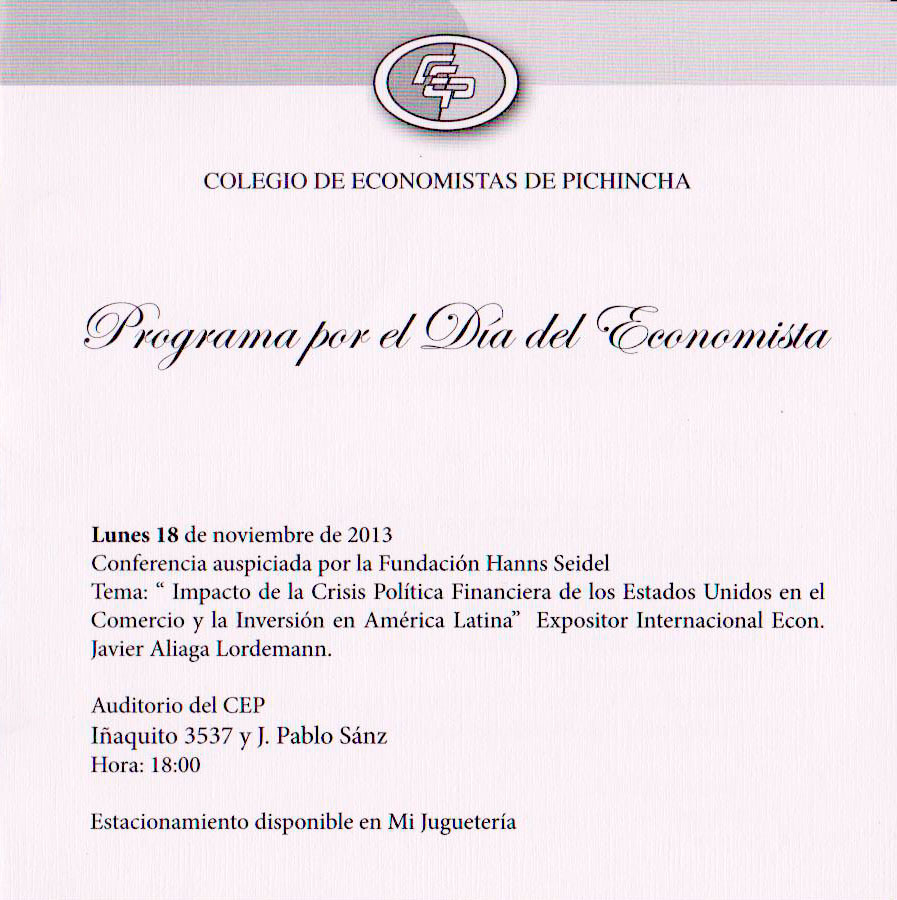 CEP
COLEGIO DE ECONOMISTAS DE PICHINCHA
Programa por el Día del Economista
Lunes 18 de noviembre de 2013
Conferencia auspiciada por la Fundación Hanns Seidel
Tema: “ Impacto de la Crisis Política Financiera de los Estados Unidos en el
Comercio y la Inversión en América Latina” Expositor Internacional Econ.
Javier Aliaga Lordemann.
Auditorio del CEP
Iñaquito 3537 y J. Pablo Sánz
Hora: 18:00
Estacionamiento disponible en Mi Juguetería